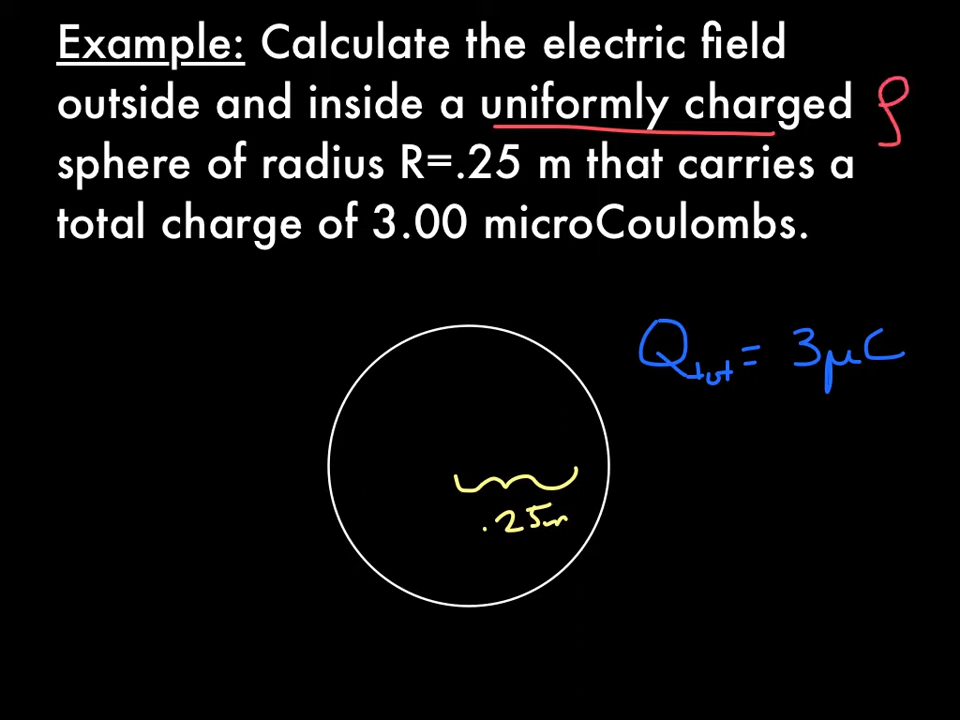 Example: Calculate the electric field
outside and inside a uniformly charged ρ
sphere of radius R=.25 m that carries a
total charge of 3.00 microCoulombs.
Qtot = 3μC
.25m